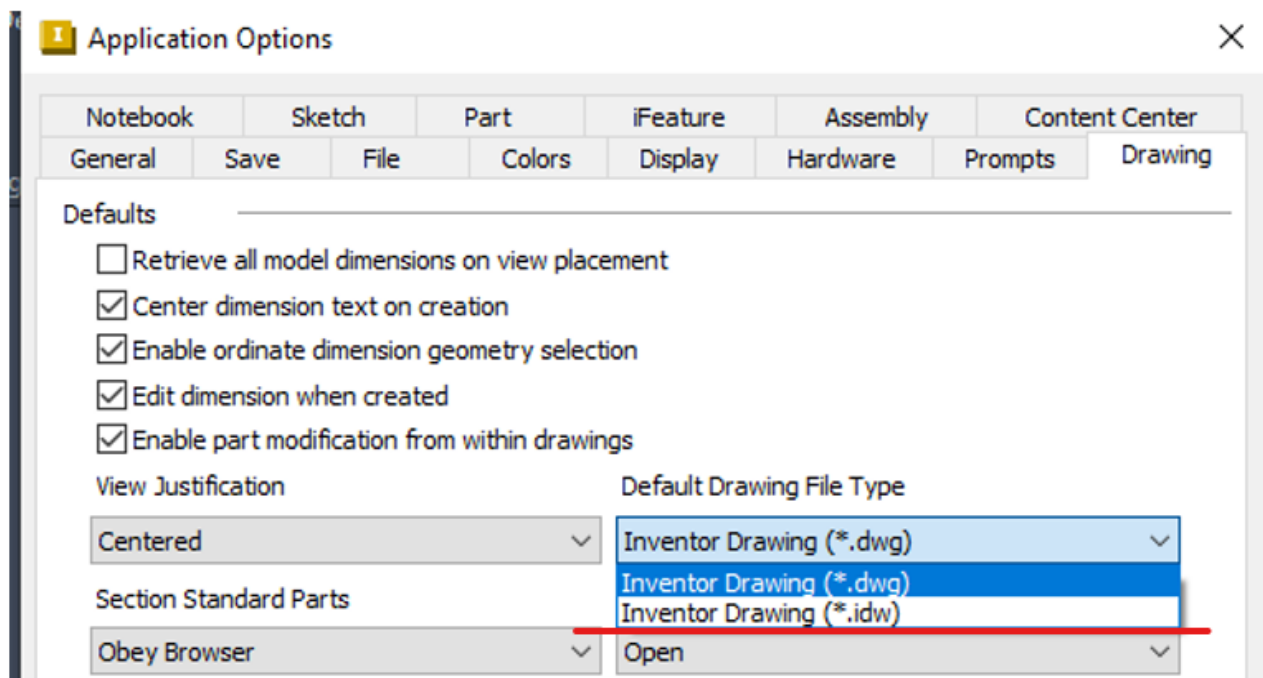 Application Options
Notebook Sketch Part iFeature Assembly Content Center
General Save File Colors Display Hardware Prompts Drawing
Defaults
Retrieve all model dimensions on view placement
Center dimension text on creation
Enable ordinate dimension geometry selection
Edit dimension when created
Enable part modification from within drawings
View Justification Default Drawing File Type
Centered Inventor Drawing (*.dwg)
Inventor Drawing (*.dwg)
Section Standard Parts Inventor Drawing (*.idw)
Obey Browser Open